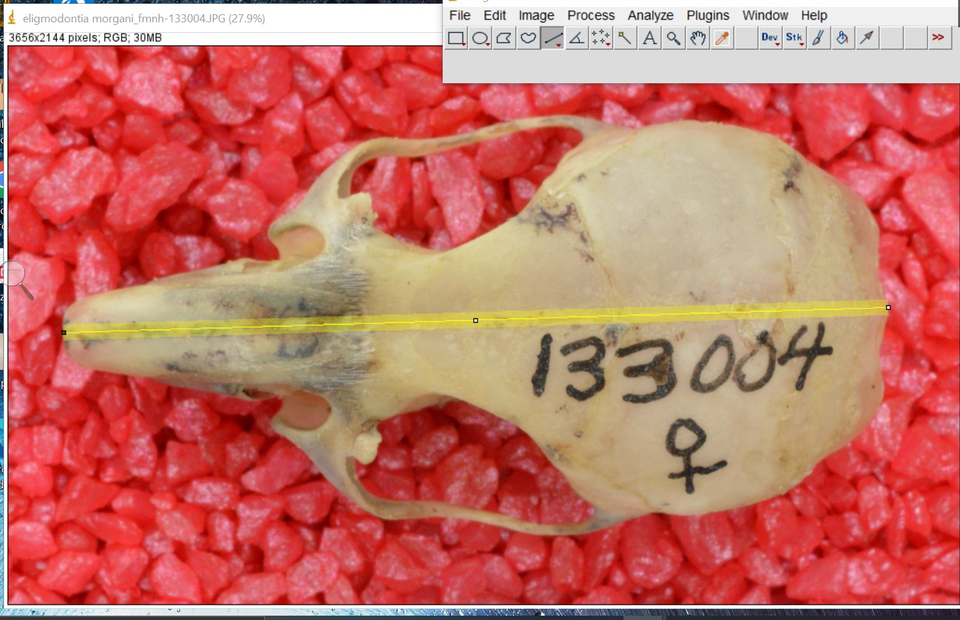 eligmodontia morgani_fmnh-133004.JPG (27.9%)
3656x2144 pixels; RGB; 30MB
File Edit Image Process Analyze Plugins Window Help
A Dev Stk >>
133004
♀